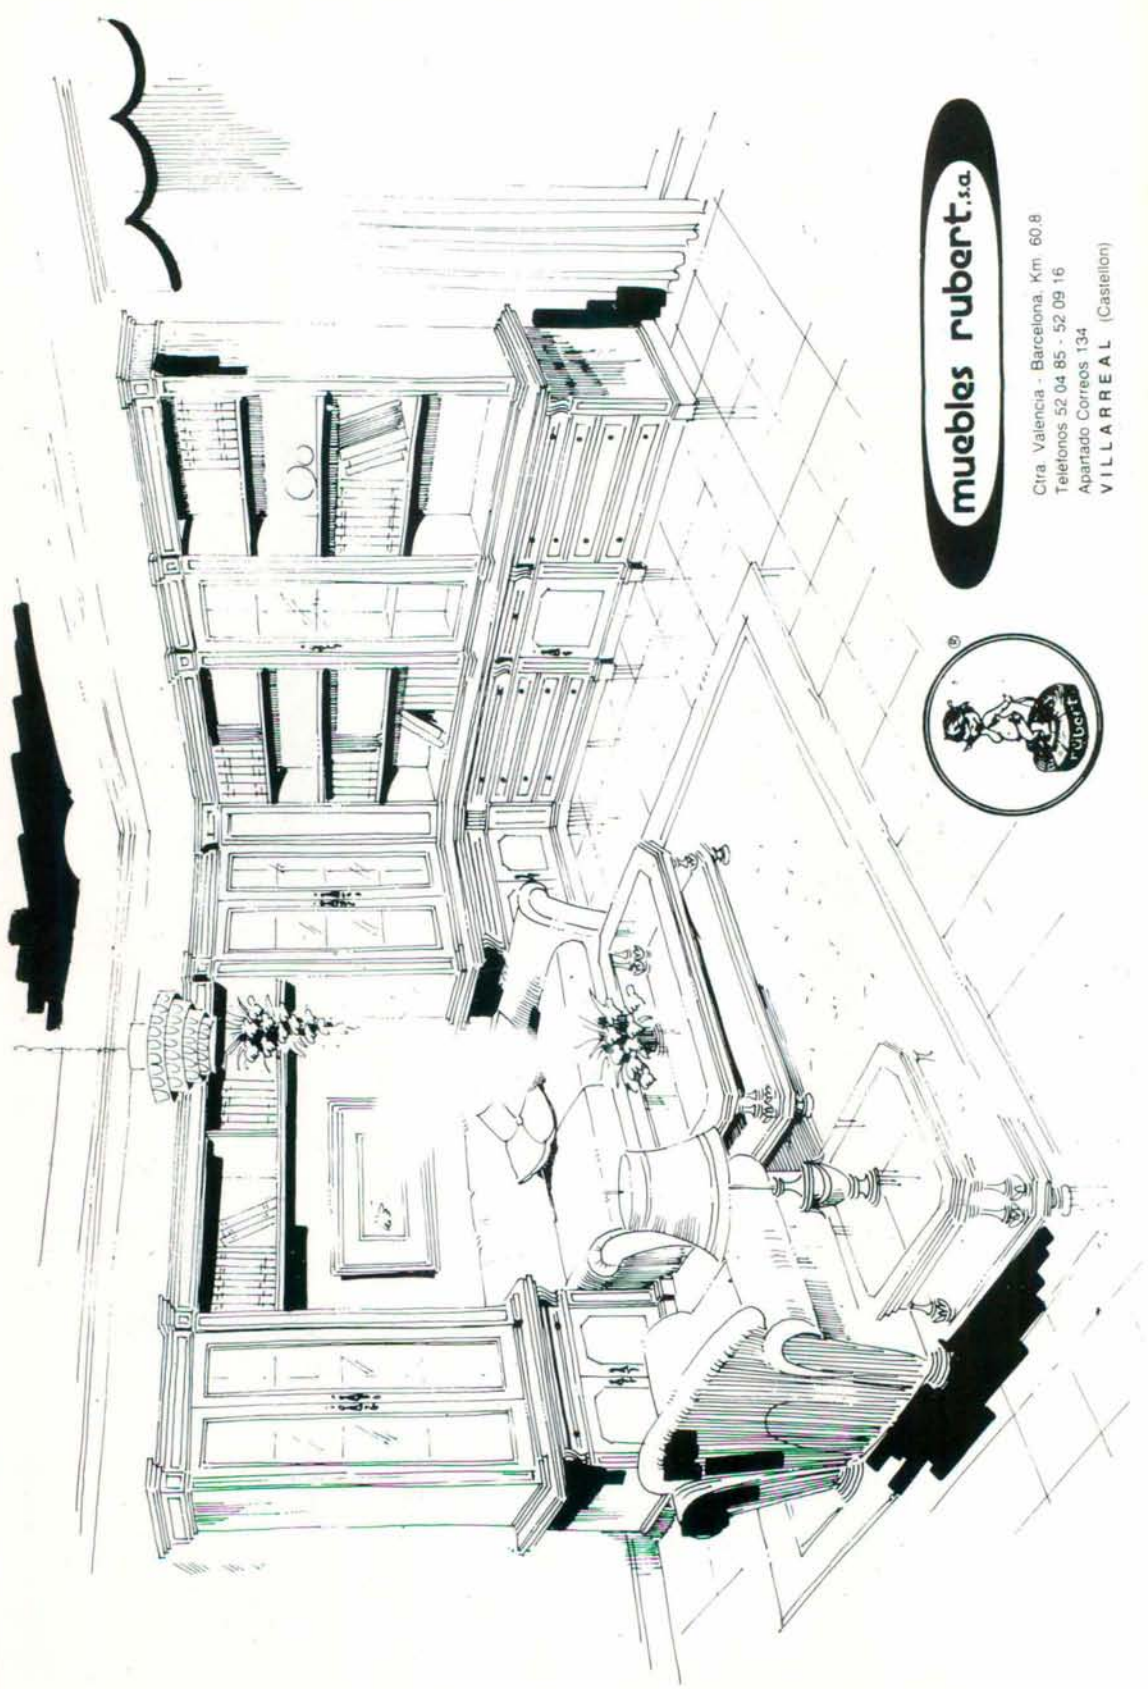 muebles rubert, s.a.
Ctra. Valencia - Barcelona, Km 60,8
Teléfonos 52 04 85 - 52 09 16
Apartado Correos 134
VILLARREAL (Castellón)
®
rubert